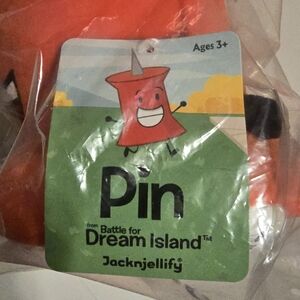 Ages 3+
Pin
from Battle for
Dream Island™
Jacknjellify